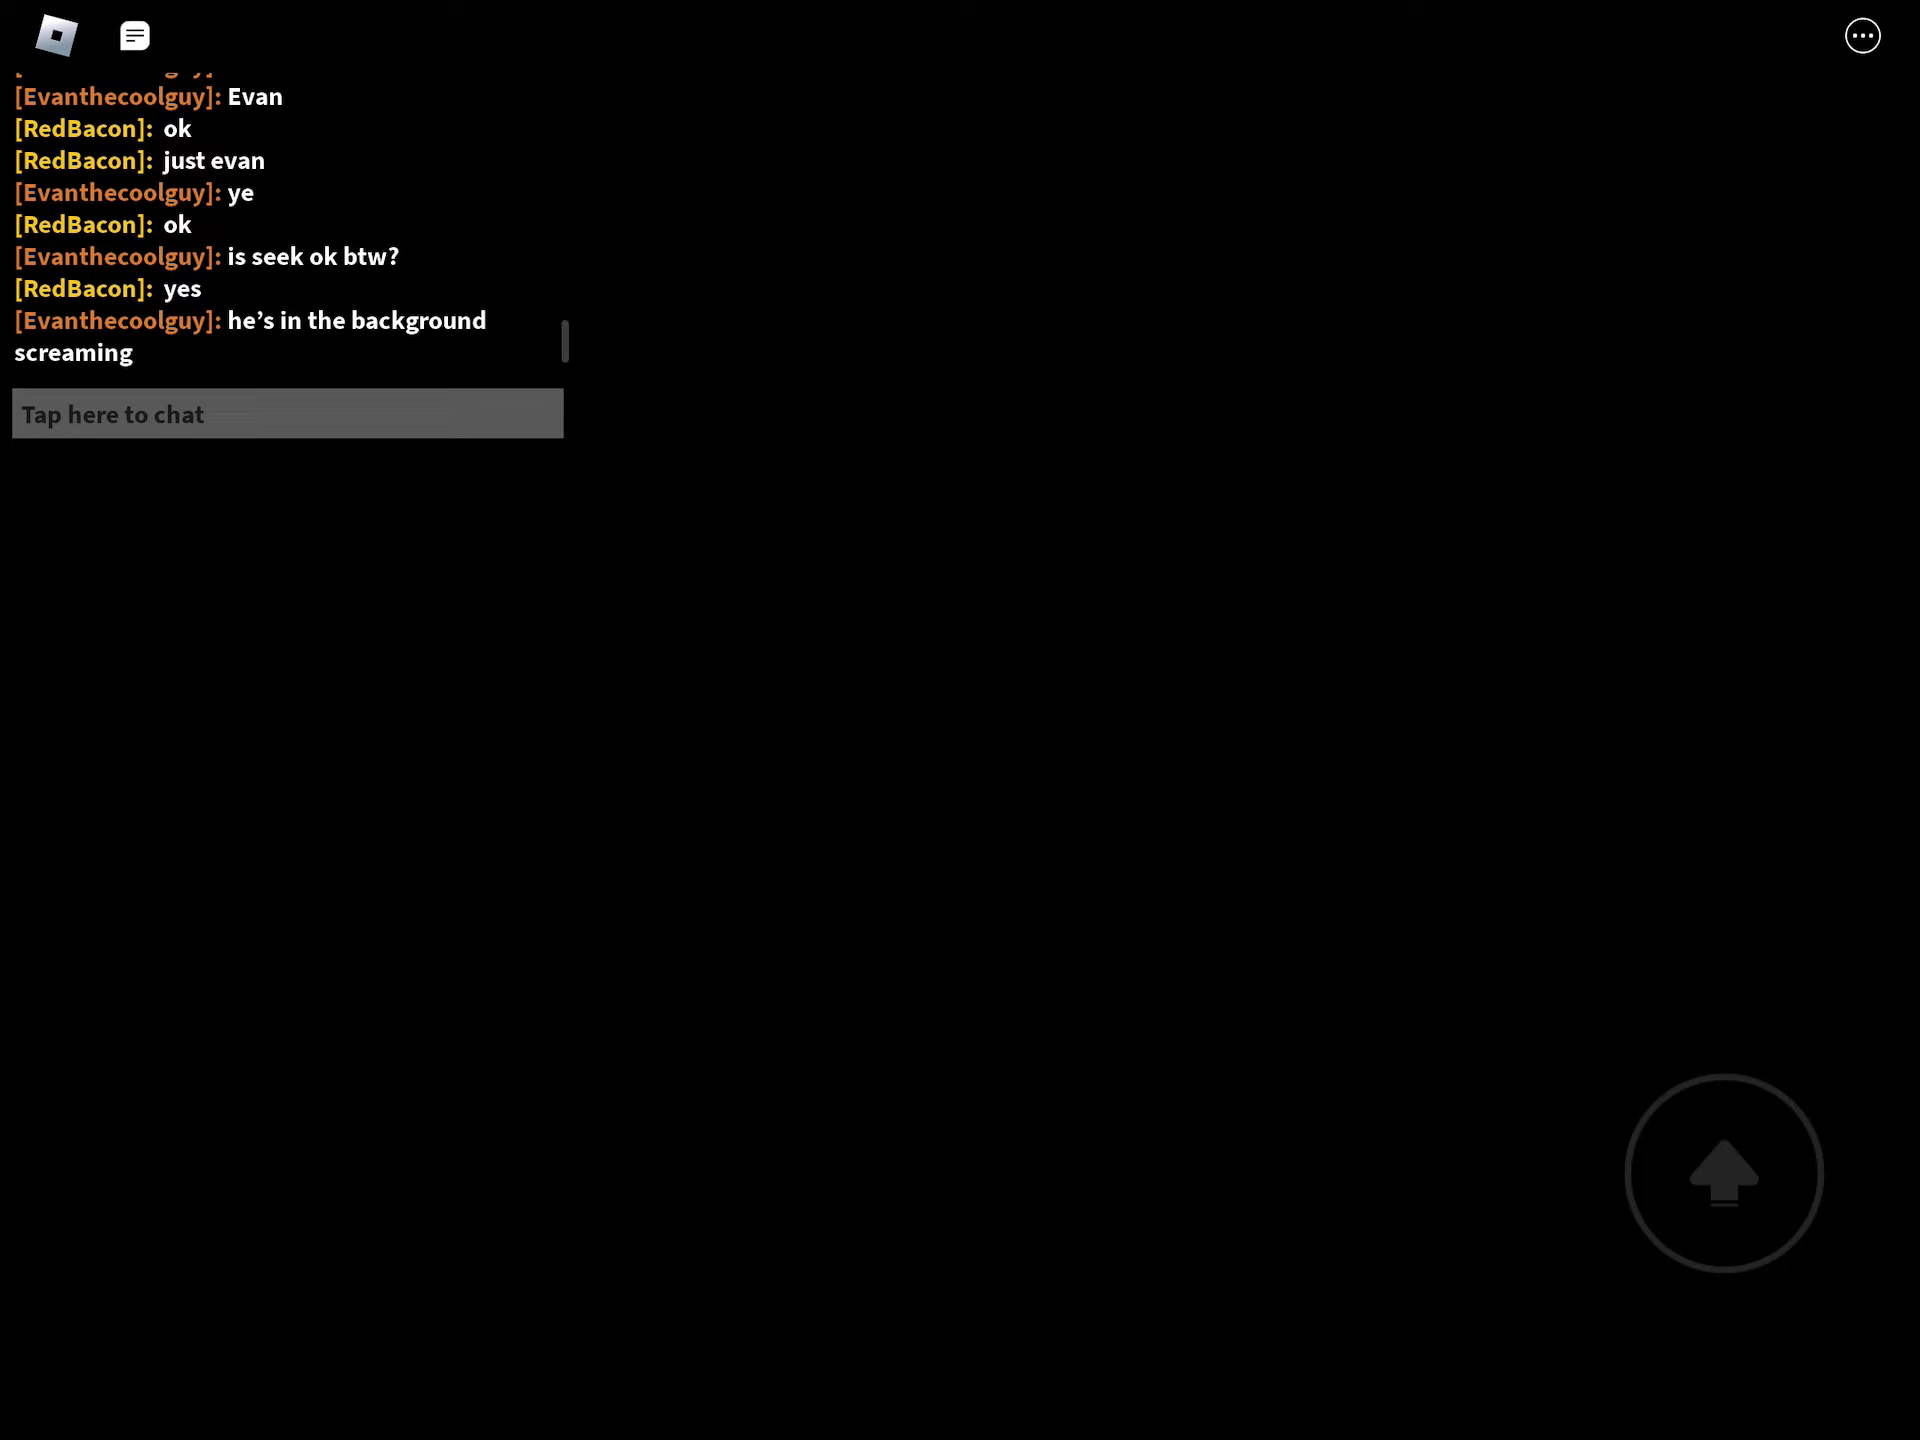 [Evanthecoolguy]: Evan
[RedBacon]: ok
[RedBacon]: just evan
[Evanthecoolguy]: ye
[RedBacon]: ok
[Evanthecoolguy]: is seek ok btw?
[RedBacon]: yes
[Evanthecoolguy]: he’s in the background
screaming
Tap here to chat